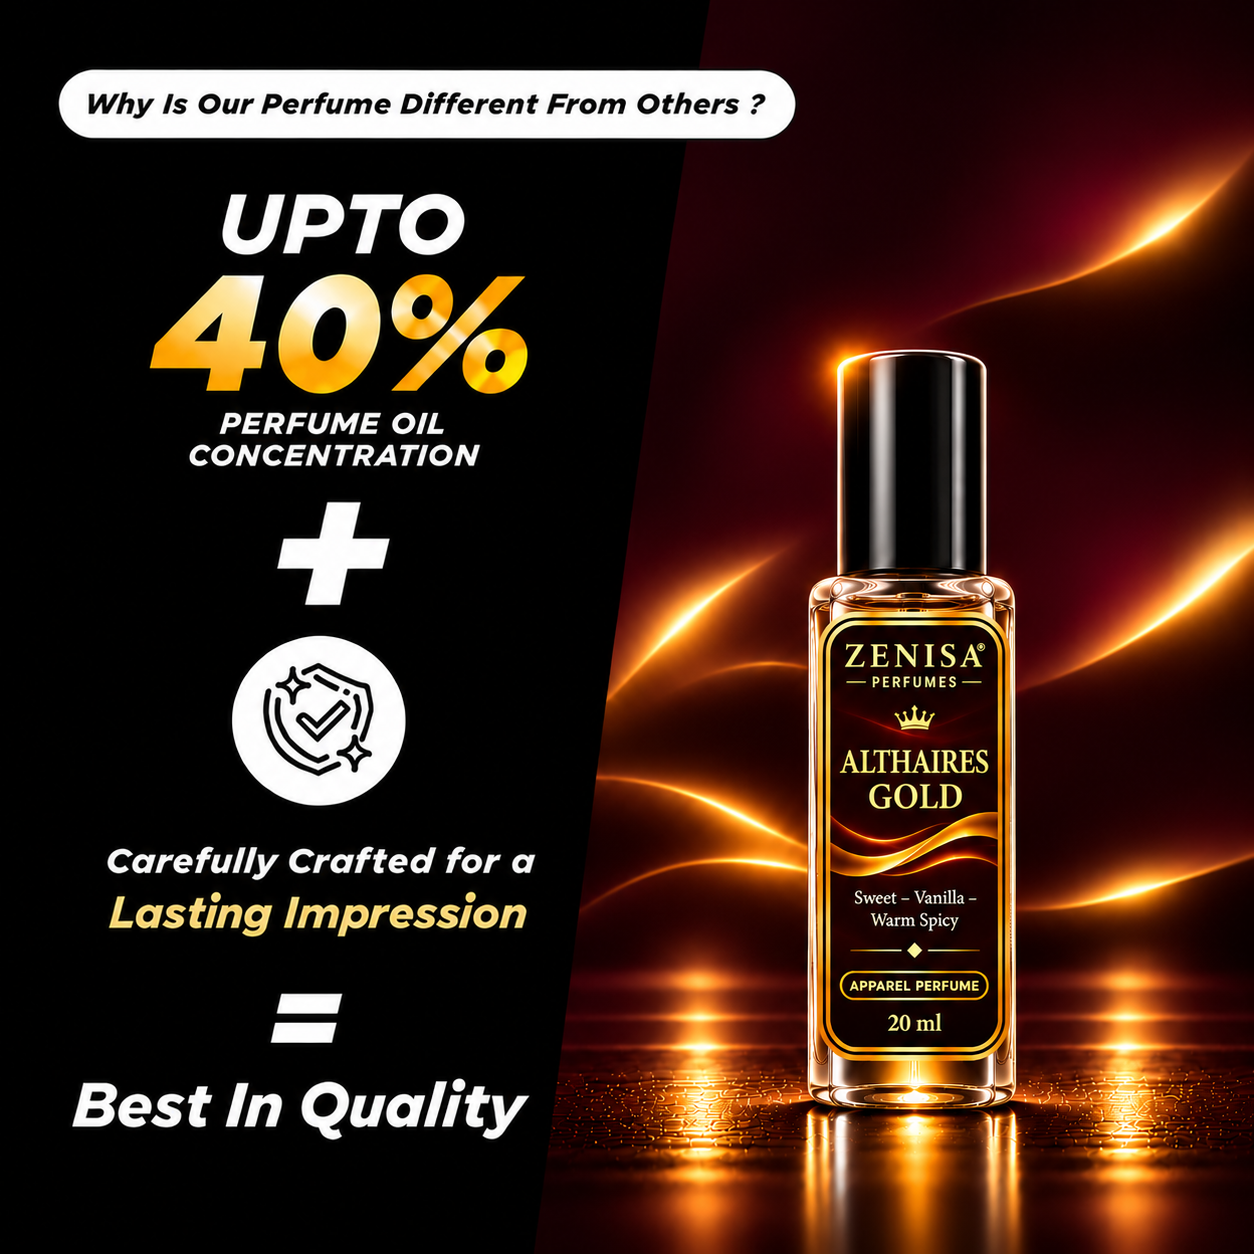 Why Is Our Perfume Different From Others ?
UPTO
40%
PERFUME OIL
CONCENTRATION
+
Carefully Crafted for a
Lasting Impression
=
Best In Quality
ZENISA®
PERFUMES
ALTHAIRES
GOLD
Sweet – Vanilla –
Warm Spicy
APPAREL PERFUME
20 ml